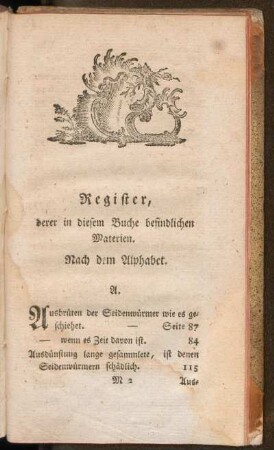 Register,
derer in diesem Buche befindlichen
Materien.
Nach dem Alphabet.
A.
Ausbrüten der Seidenwürmer wie es ge-
schiehet. — Seite 87
— wenn es Zeit davon ist. 84
Ausdünstung lange gesammlete, ist denen
Seidenwürmern schädlich. 115
M 2 Aus-